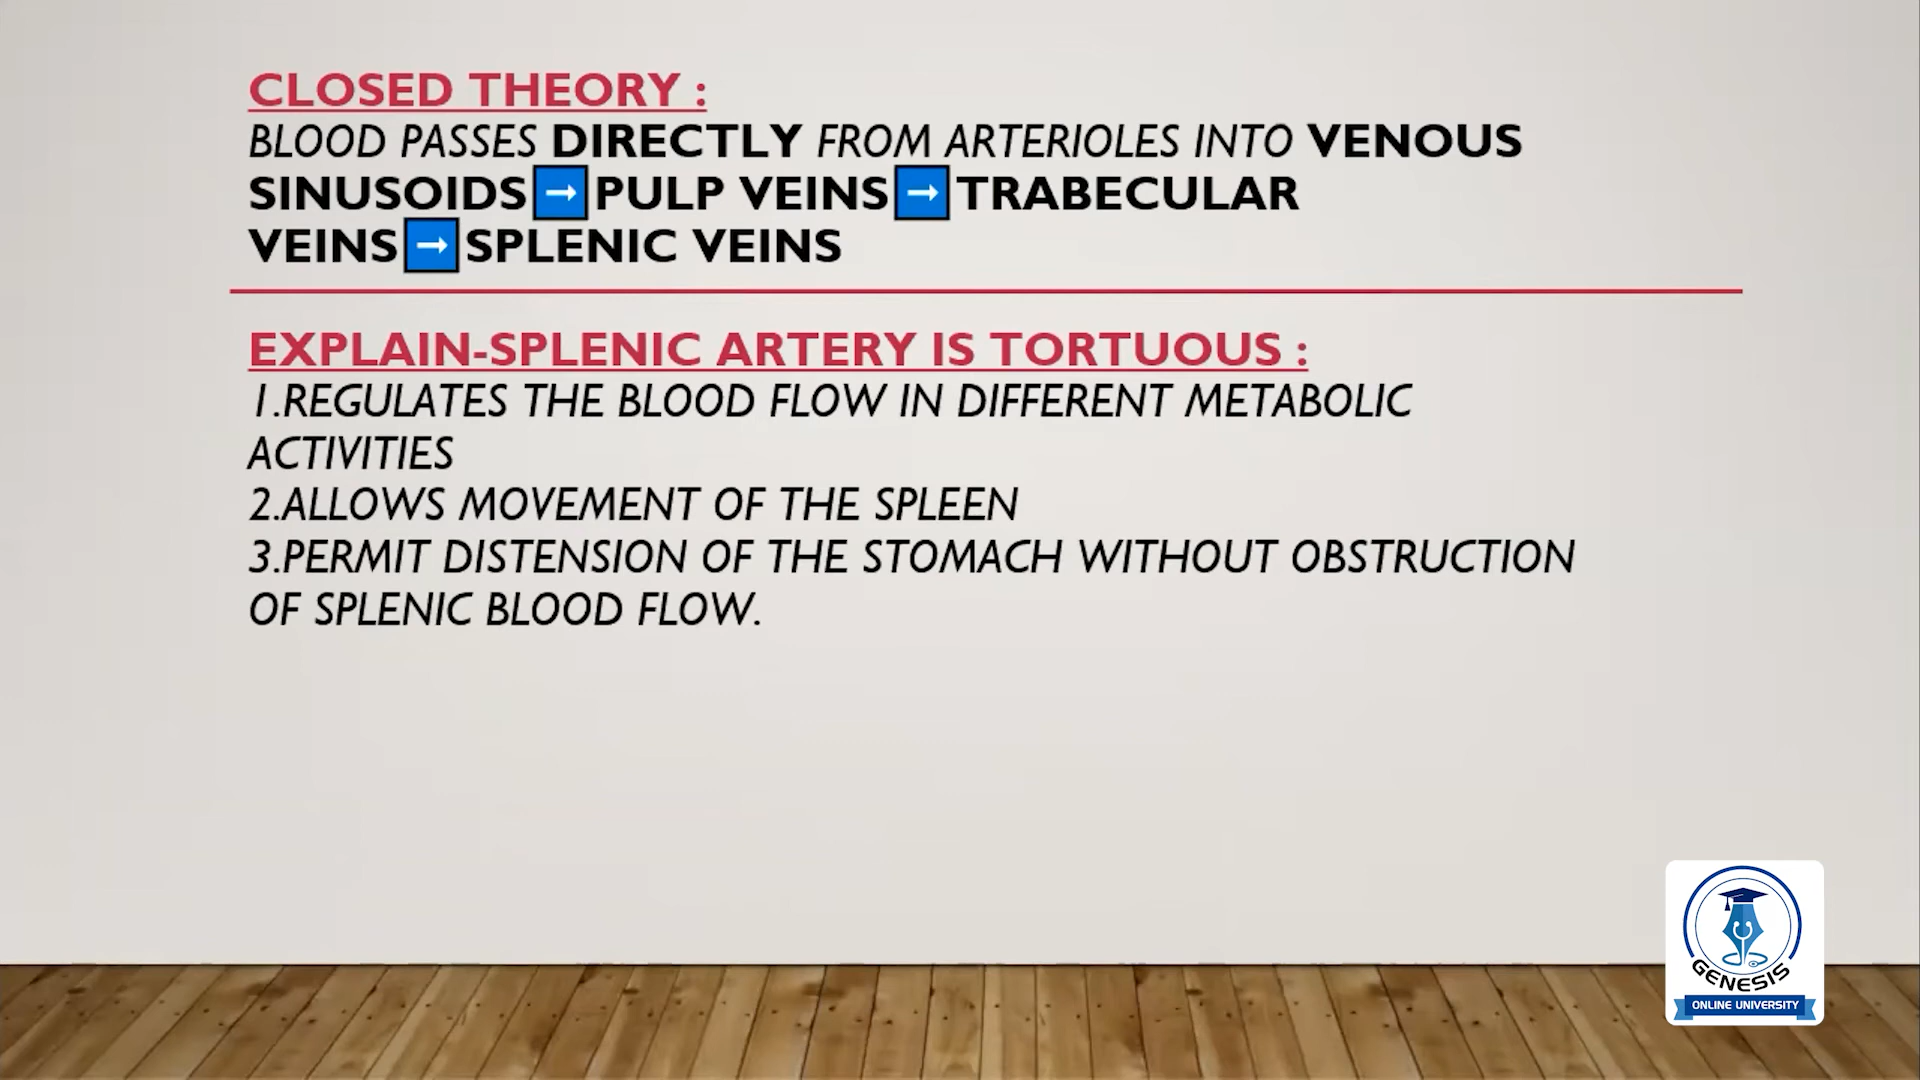 CLOSED THEORY :
BLOOD PASSES DIRECTLY FROM ARTERIOLES INTO VENOUS
SINUSOIDS➡PULP VEINS➡TRABECULAR
VEINS➡SPLENIC VEINS
EXPLAIN-SPLENIC ARTERY IS TORTUOUS :
1.REGULATES THE BLOOD FLOW IN DIFFERENT METABOLIC
ACTIVITIES
2.ALLOWS MOVEMENT OF THE SPLEEN
3.PERMIT DISTENSION OF THE STOMACH WITHOUT OBSTRUCTION
OF SPLENIC BLOOD FLOW.
GENESIS
ONLINE UNIVERSITY